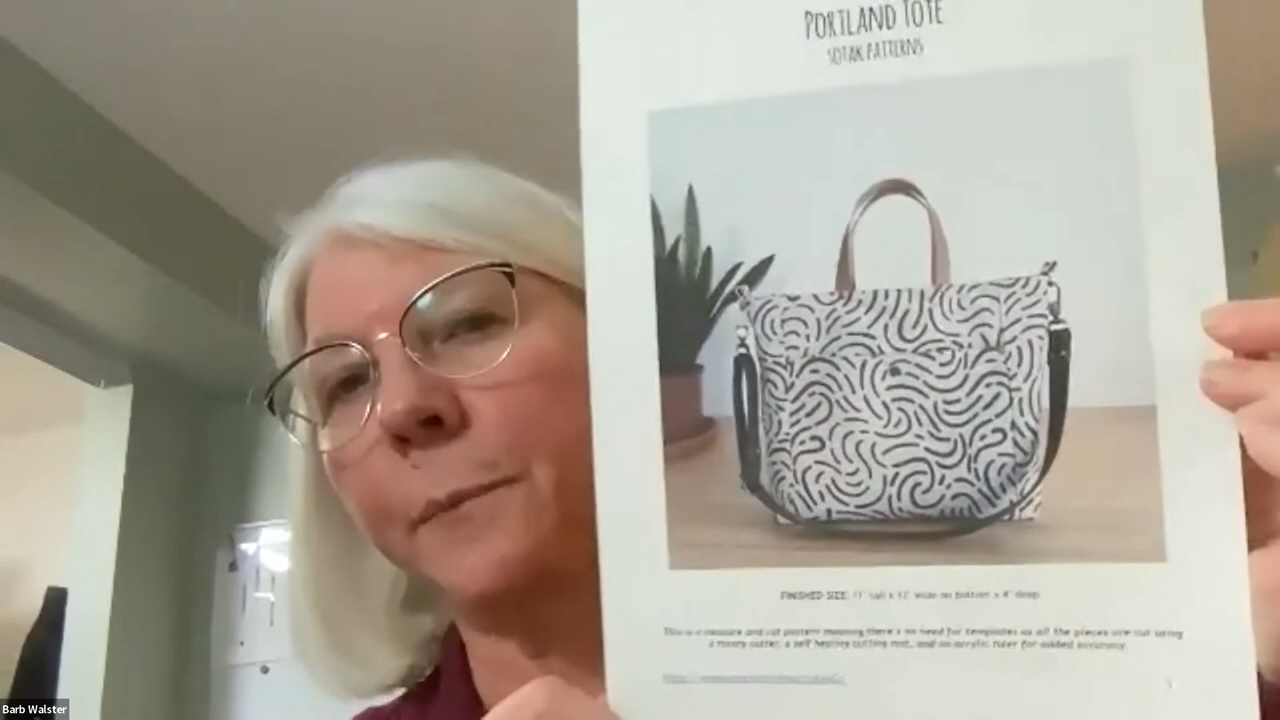 PORTLAND TOTE
SOTAK PATTERNS
FINISHED SIZE: 11" tall x 12" wide on bottom x 4" deep
This is a measure and cut pattern meaning there's no need for templates as all the pieces are cut using
a rotary cutter, a self healing cutting mat, and an acrylic ruler for added accuracy.
Barb Walster